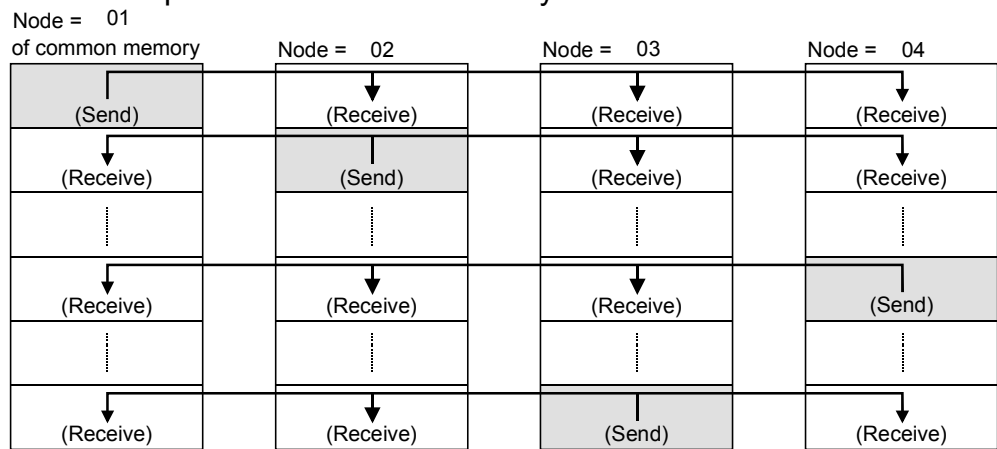 Node = 01
of common memory
Node = 02
Node = 03
Node = 04
(Send) (Receive) (Receive) (Receive)
(Receive) (Send) (Receive) (Receive)
(Receive) (Receive) (Receive) (Send)
(Receive) (Receive) (Send) (Receive)